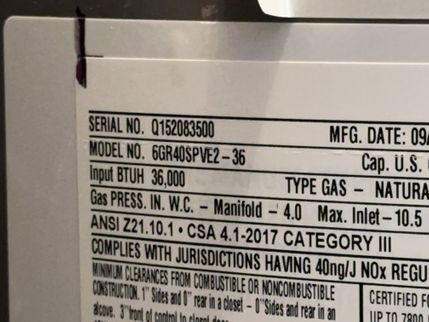 SERIAL NO. Q152083500
MFG. DATE: 09/
MODEL NO. 6GR40SPVE2-36
Cap. U.S.
Input BTUH 36,000
TYPE GAS - NATURA
Gas PRESS. IN. W.C. - Manifold - 4.0 Max. Inlet-10.5
ANSI Z21.10.1 • CSA 4.1-2017 CATEGORY III
COMPLIES WITH JURISDICTIONS HAVING 40ng/J NOx REGU
MINIMUM CLEARANCES FROM COMBUSTIBLE OR NONCOMBUSTIBLE
CONSTRUCTION. 1" Sides and 0" rear in a closet - 0"Sides and rear in an
alcove. 3"front of control to closet door
CERTIFIED F
UP TO 7800